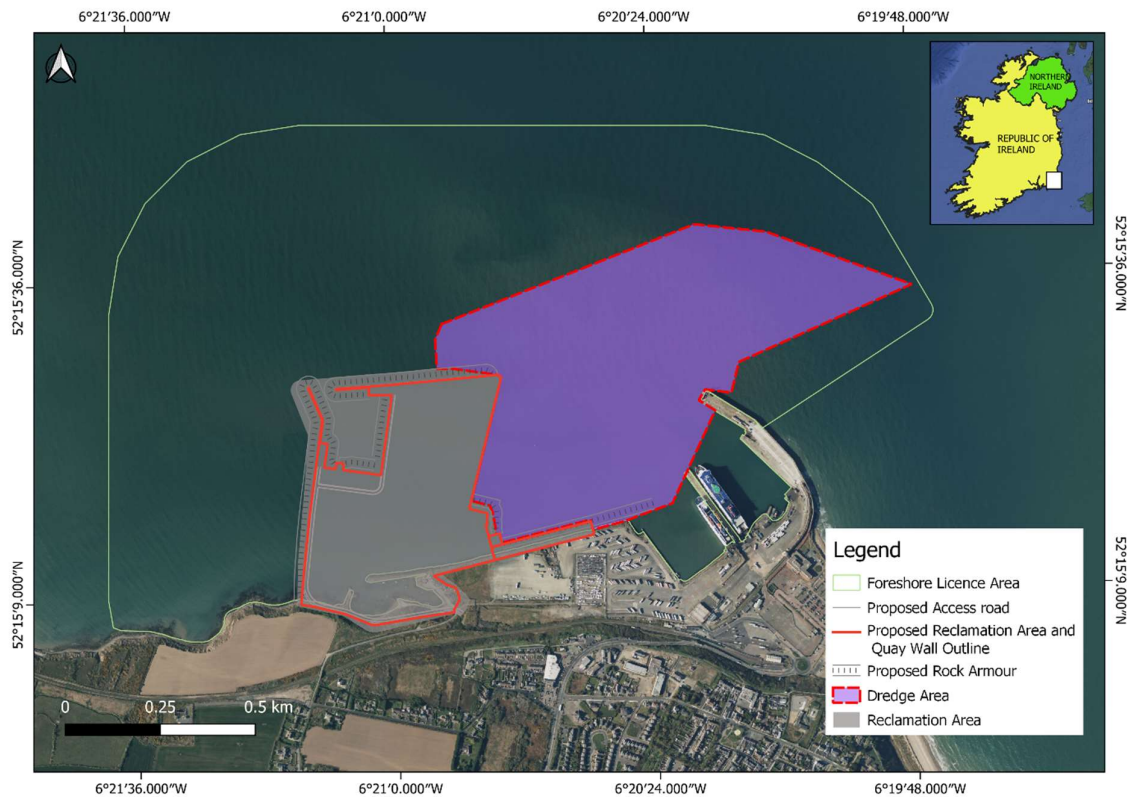 6°21'36.000"W
6°21'0.000"W
6°20'24.000"W
6°19'48.000"W
NORTHERN
IRELAND
REPUBLIC OF
IRELAND
52°15'36.000"N
52°15'36.000"N
52°15'9.000"N
52°15'9.000"N
Legend
Foreshore Licence Area
Proposed Access road
Proposed Reclamation Area and
Quay Wall Outline
Proposed Rock Armour
Dredge Area
Reclamation Area
0 0.25 0.5 km
6°21'36.000"W
6°21'0.000"W
6°20'24.000"W
6°19'48.000"W